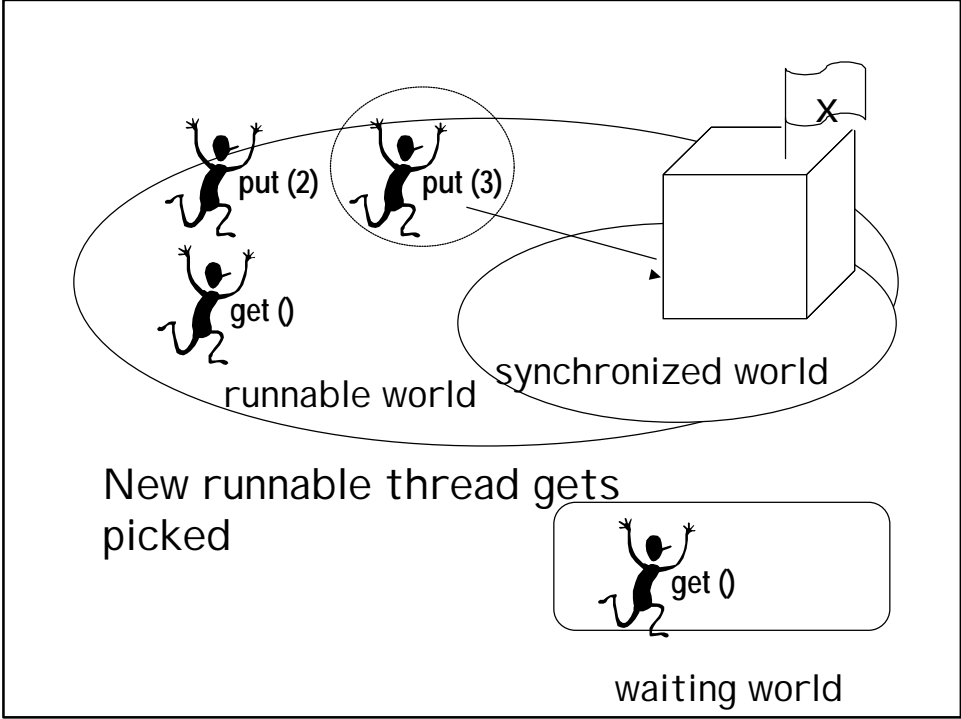 X
put (2)
put (3)
get ()
synchronized world
runnable world
New runnable thread gets
picked
get ()
waiting world